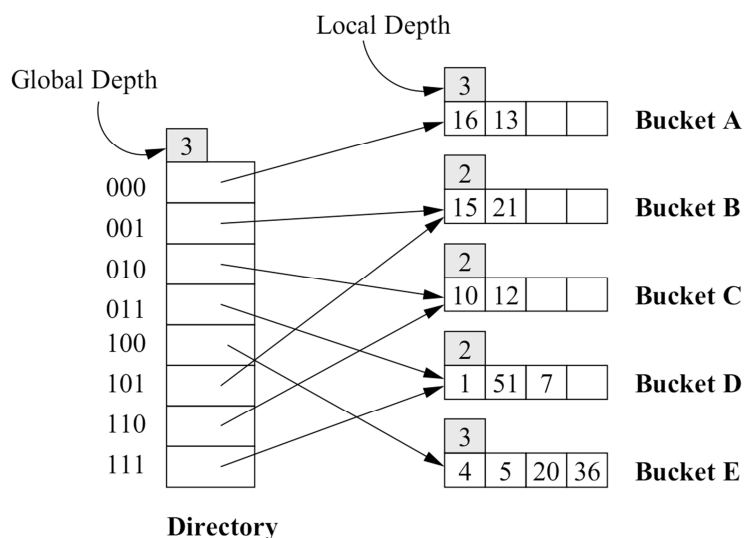 Local Depth
Global Depth
3
16 13
Bucket A
3
000
001
010
011
100
101
110
111
2
15 21
Bucket B
2
10 12
Bucket C
2
1 51 7
Bucket D
3
4 5 20 36
Bucket E
Directory